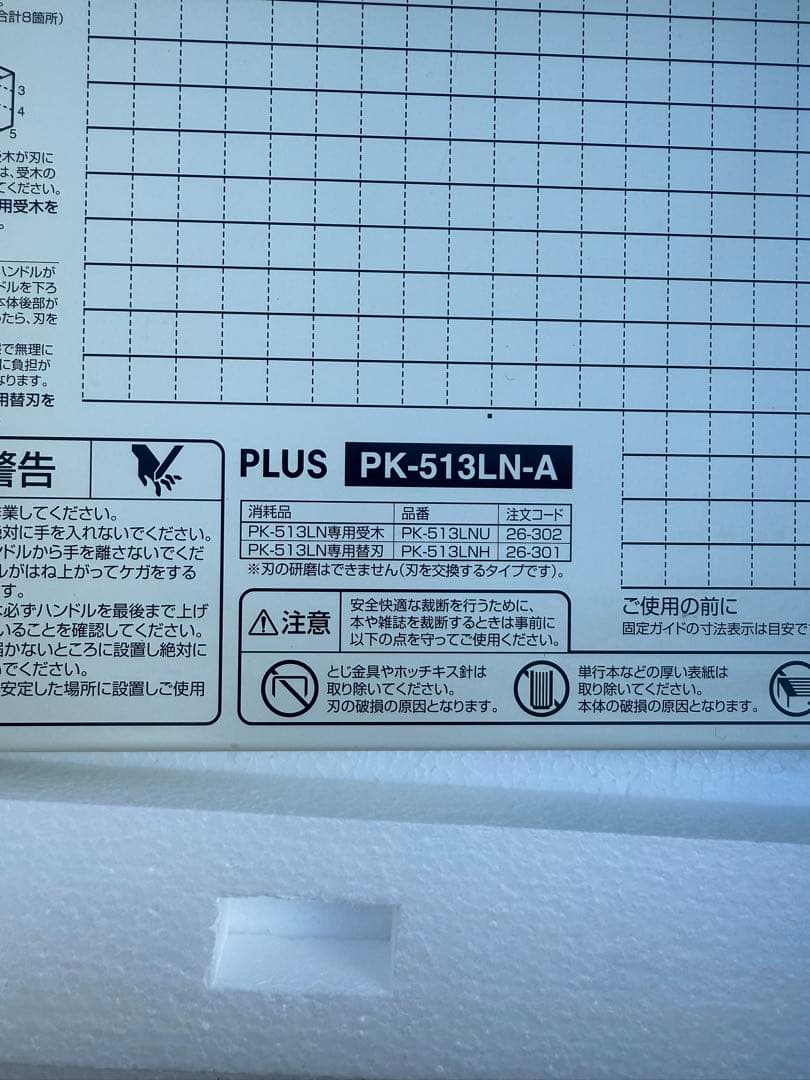 合計8箇所)
3
4
5
受木が刃に
は、受木の
てください。
用受木を
。
ハンドルが
ドルを下ろ
本体後部が
たら、刃を
で無理に
に負担が
なります。
用替刃を
警告
作業してください。
絶対に手を入れないでください。
ンドルから手を離さないでくだ
ルがはね上がってケガをする
す。
は必ずハンドルを最後まで上げ
いることを確認してください。
届かないところに設置し絶対に
いでください。
安定した場所に設置しご使用
PLUS PK-513LN-A
消耗品 品番 注文コード
PK-513LN専用受木 PK-513LNU 26-302
PK-513LN専用替刃 PK-513LNH 26-301
※刃の研磨はできません(刃を交換するタイプです)。
注意
安全快適な裁断を行うために、
本や雑誌を裁断するときは事前に
以下の点を守ってご使用ください。
とじ金具やホッチキス針は
取り除いてください。
刃の破損の原因となります。
単行本などの厚い表紙は
取り除いてください。
本体の破損の原因となります。
ご使用の前に
固定ガイドの寸法表示は目安で